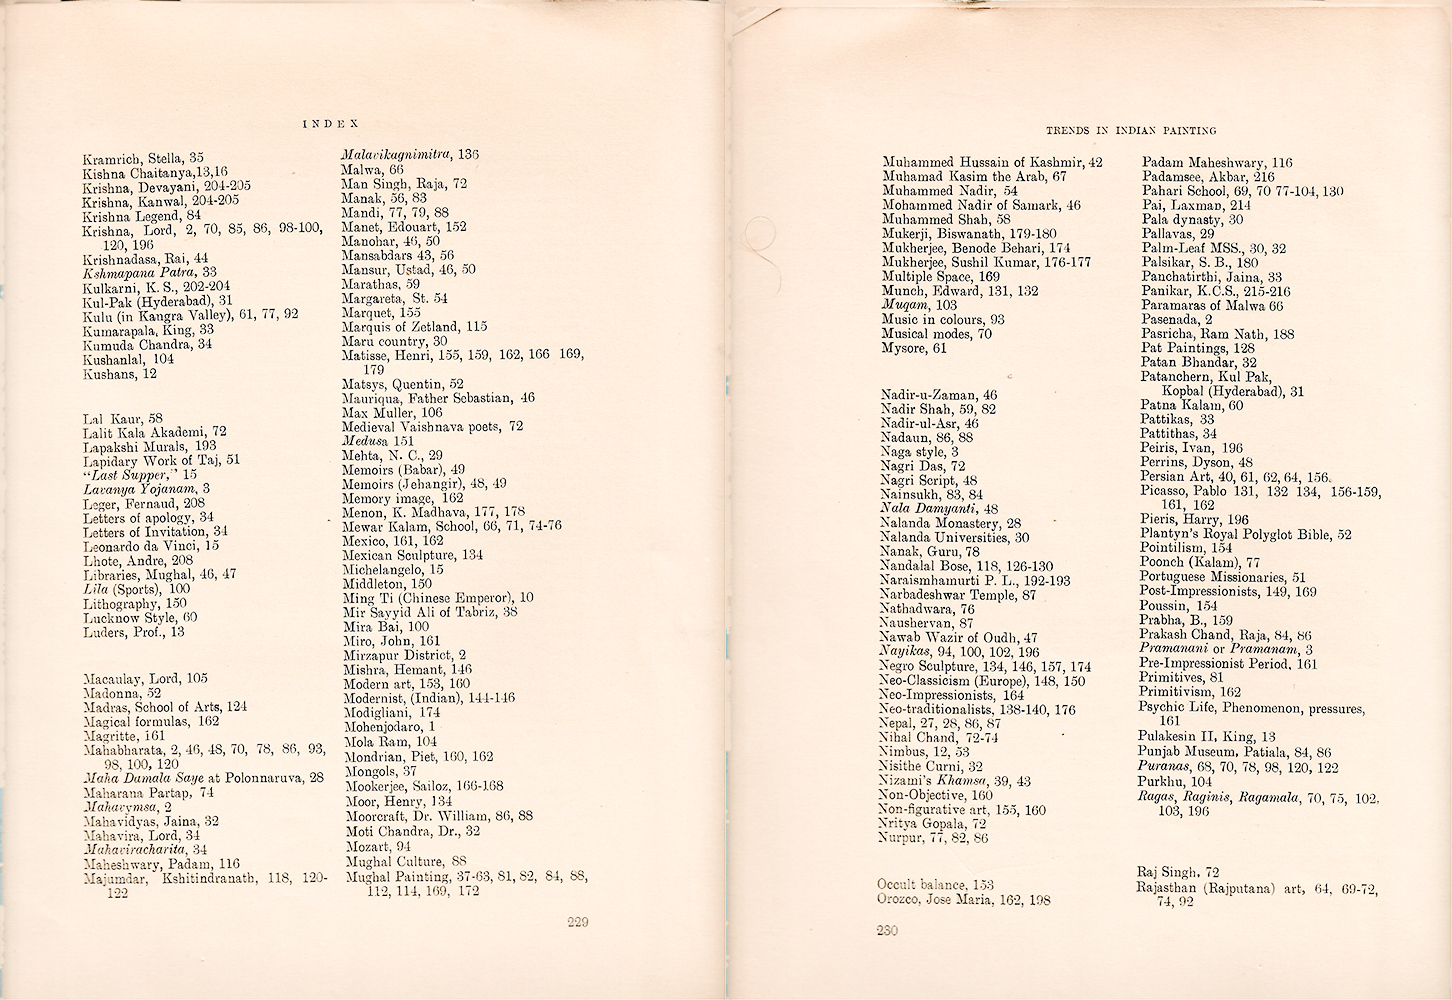 INDEX
Kramrich, Stella, 35
Kishna Chaitanya,13,16
Krishna, Devayani, 204-205
Krishna, Kanwal, 204-205
Krishna Legend, 84
Krishna, Lord, 2, 70, 85, 86, 98-100,
120, 196
Krishnadasa, Rai, 44
Kshmapana Patra, 33
Kulkarni, K. S., 202-204
Kul-Pak (Hyderabad), 31
Kulu (in Kangra Valley), 61, 77, 92
Kumarapala, King, 33
Kumuda Chandra, 34
Kushanlal, 104
Kushans, 12
Lal Kaur, 58
Lalit Kala Akademi, 72
Lapakshi Murals, 193
Lapidary Work of Taj, 51
"Last Supper," 15
Lavanya Yojanam, 3
Leger, Fernaud, 208
Letters of apology, 34
Letters of Invitation, 34
Leonardo da Vinci, 15
Lhote, Andre, 208
Libraries, Mughal, 46, 47
Lila (Sports), 100
Lithography, 150
Lucknow Style, 60
Luders, Prof., 13
Macaulay, Lord, 105
Madonna, 52
Madras, School of Arts, 124
Magical formulas, 162
Magritte, 161
Mahabharata, 2, 46, 48, 70, 78, 86, 93,
98, 100, 120
Maha Damala Saye at Polonnaruva, 28
Maharana Partap, 74
Mahavymsa, 2
Mahavidyas, Jaina, 32
Mahavira, Lord, 34
Mahaviracharita, 34
Maheshwary, Padam, 116
Majumdar, Kshitindranath, 118, 120-
122
Malavikagnimitra, 136
Malwa, 66
Man Singh, Raja, 72
Manak, 56, 83
Mandi, 77, 79, 88
Manet, Edouart, 152
Manohar, 46, 50
Mansabdars 43, 56
Mansur, Ustad, 46, 50
Marathas, 59
Margareta, St. 54
Marquet, 155
Marquis of Zetland, 115
Maru country, 30
Matisse, Henri, 155, 159, 162, 166 169,
179
Matsys, Quentin, 52
Mauriqua, Father Sebastian, 46
Max Muller, 106
Medieval Vaishnava poets, 72
Medusa 151
Mehta, N. C., 29
Memoirs (Babar), 49
Memoirs (Jehangir), 48, 49
Memory image, 162
Menon, K. Madhava, 177, 178
Mewar Kalam, School, 66, 71, 74-76
Mexico, 161, 162
Mexican Sculpture, 134
Michelangelo, 15
Middleton, 150
Ming Ti (Chinese Emperor), 10
Mir Sayyid Ali of Tabriz, 38
Mira Bai, 100
Miro, John, 161
Mirzapur District, 2
Mishra, Hemant, 146
Modern art, 153, 160
Modernist, (Indian), 144-146
Modigliani, 174
Mohenjodaro, 1
Mola Ram, 104
Mondrian, Piet, 160, 162
Mongols, 37
Mookerjee, Sailoz, 166-168
Moor, Henry, 134
Moorcraft, Dr. William, 86, 88
Moti Chandra, Dr., 32
Mozart, 94
Mughal Culture, 88
Mughal Painting, 37-63, 81, 82, 84, 88,
112, 114, 169, 172
229
TRENDS IN INDIAN PAINTING
Muhammed Hussain of Kashmir, 42
Muhamad Kasim the Arab, 67
Muhammed Nadir, 54
Mohammed Nadir of Samark, 46
Muhammed Shah, 58
Mukerji, Biswanath, 179-180
Mukherjee, Benode Behari, 174
Mukherjee, Sushil Kumar, 176-177
Multiple Space, 169
Munch, Edward, 131, 132
Muqam, 103
Music in colours, 93
Musical modes, 70
Mysore, 61
Nadir-u-Zaman, 46
Nadir Shah, 59, 82
Nadir-ul-Asr, 46
Nadaun, 86, 88
Naga style, 3
Nagri Das, 72
Nagri Script, 48
Nainsukh, 83, 84
Nala Damyanti, 48
Nalanda Monastery, 28
Nalanda Universities, 30
Nanak, Guru, 78
Nandalal Bose, 118, 126-130
Naraismhamurti P. L., 192-193
Narbadeshwar Temple, 87
Nathadwara, 76
Naushervan, 87
Nawab Wazir of Oudh, 47
Nayikas, 94, 100, 102, 196
Negro Sculpture, 134, 146, 157, 174
Neo-Classicism (Europe), 148, 150
Neo-Impressionists, 164
Neo-traditionalists, 138-140, 176
Nepal, 27, 28, 86, 87
Nihal Chand, 72-74
Nimbus, 12, 53
Nisithe Curni, 32
Nizami's Khamsa, 39, 43
Non-Objective, 160
Non-figurative art, 155, 160
Nritya Gopala, 72
Nurpur, 77, 82, 86
Occult balance, 153
Orozco, Jose Maria, 162, 198
Padam Maheshwary, 116
Padamsee, Akbar, 216
Pahari School, 69, 70 77-104, 130
Pai, Laxman, 214
Pala dynasty, 30
Pallavas, 29
Palm-Leaf MSS., 30, 32
Palsikar, S. B., 180
Panchatirthi, Jaina, 33
Panikar, K.C.S., 215-216
Paramaras of Malwa 66
Pasenada, 2
Pasricha, Ram Nath, 188
Pat Paintings, 128
Patan Bhandar, 32
Patanchern, Kul Pak,
Kopbal (Hyderabad), 31
Patna Kalam, 60
Pattikas, 33
Pattithas, 34
Peiris, Ivan, 196
Perrins, Dyson, 48
Persian Art, 40, 61, 62, 64, 156.
Picasso, Pablo 131, 132 134, 156-159,
161, 162
Pieris, Harry, 196
Plantyn's Royal Polyglot Bible, 52
Pointilism, 154
Poonch (Kalam), 77
Portuguese Missionaries, 51
Post-Impressionists, 149, 169
Poussin, 154
Prabha, B., 159
Prakash Chand, Raja, 84, 86
Pramanani or Pramanam, 3
Pre-Impressionist Period, 161
Primitives, 81
Primitivism, 162
Psychic Life, Phenomenon, pressures,
161
Pulakesin II, King, 13
Punjab Museum, Patiala, 84, 86
Puranas, 68, 70, 78, 98, 120, 122
Purkhu, 104
Ragas, Raginis, Ragamala, 70, 75, 102,
103, 196
Raj Singh, 72
Rajasthan (Rajputana) art, 64, 69-72,
74, 92
230